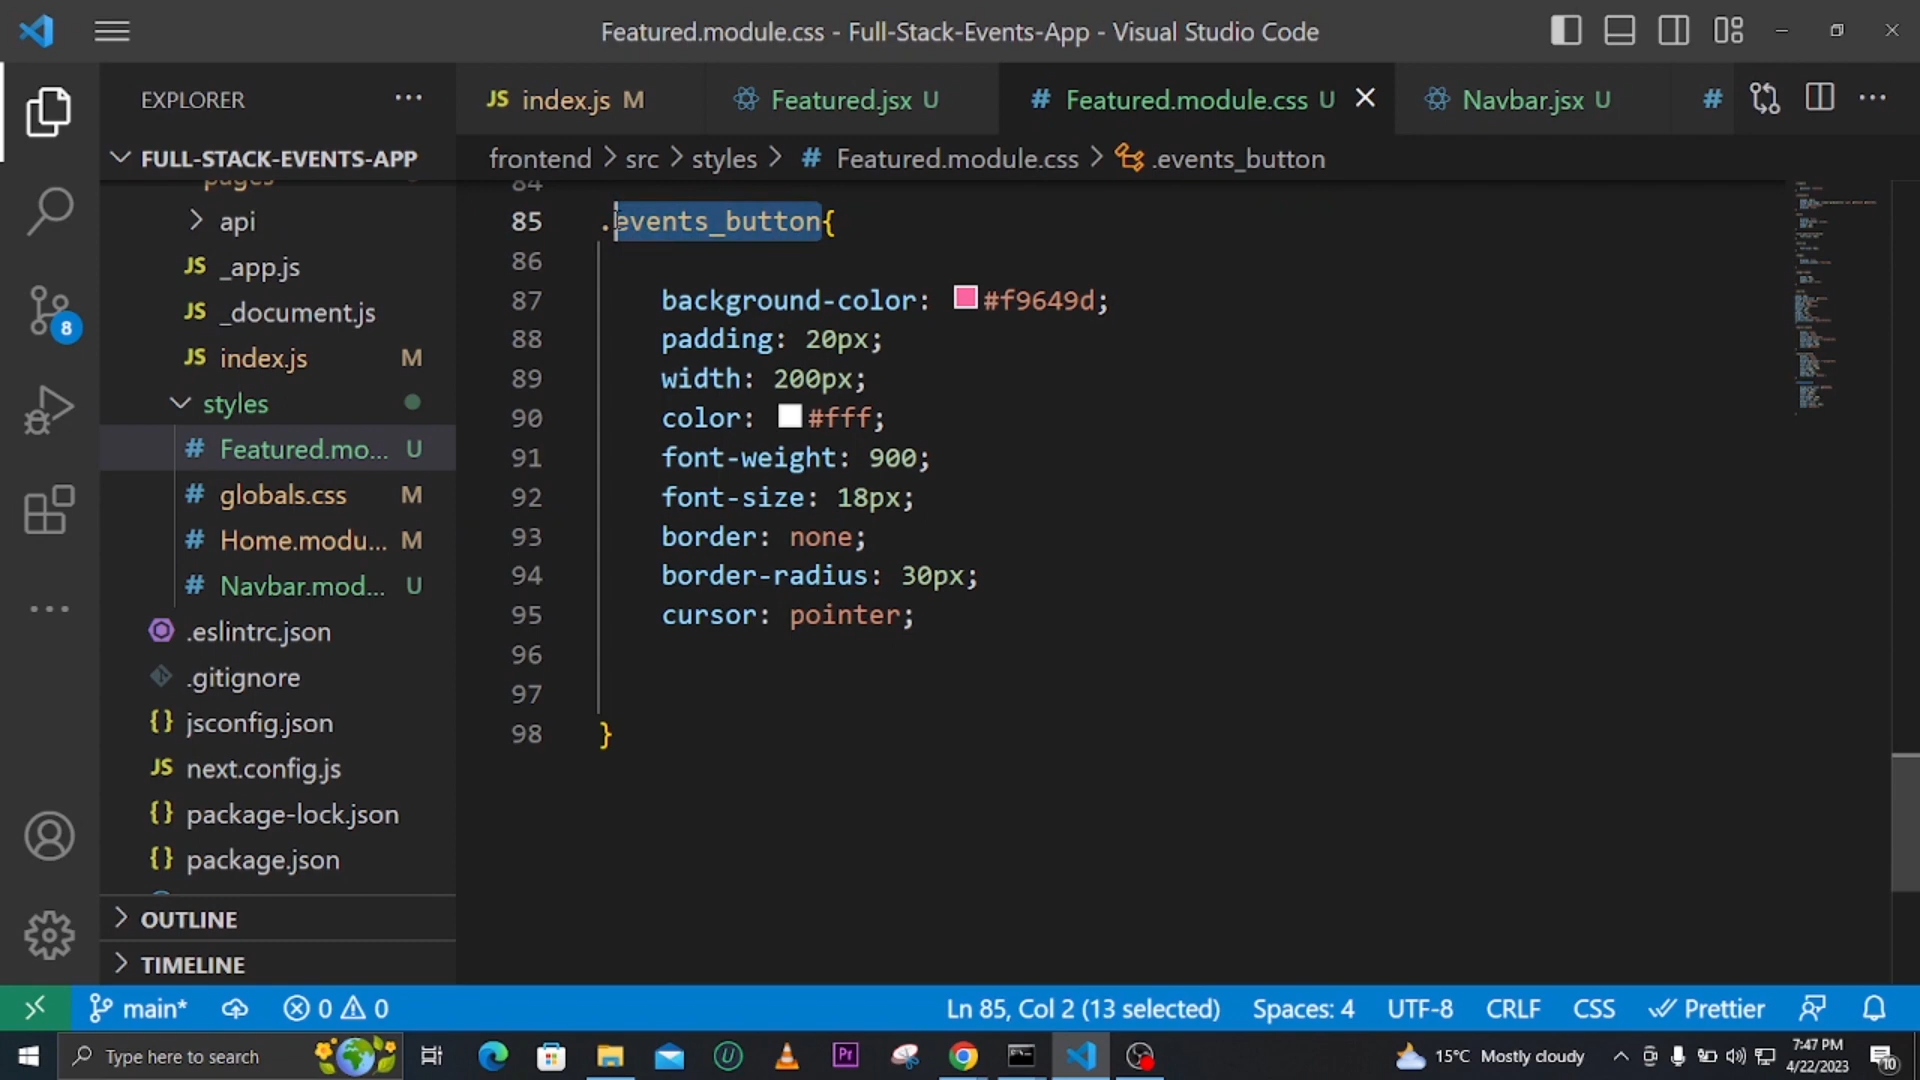 Featured.module.css - Full-Stack-Events-App - Visual Studio Code
EXPLORER
JS index.js M
Featured.jsx U
# Featured.module.css U
Navbar.jsx U
#
FULL-STACK-EVENTS-APP
frontend > src > styles > # Featured.module.css > .events_button
pages
api
JS _app.js
JS _document.js
JS index.js M
styles
# Featured.mo... U
# globals.css M
# Home.modu... M
# Navbar.mod... U
.eslintrc.json
.gitignore
{} jsconfig.json
JS next.config.js
{} package-lock.json
{} package.json
OUTLINE
TIMELINE
8
84
85 .events_button{
86
87 background-color: #f9649d;
88 padding: 20px;
89 width: 200px;
90 color: #fff;
91 font-weight: 900;
92 font-size: 18px;
93 border: none;
94 border-radius: 30px;
95 cursor: pointer;
96
97
98 }
main* 0 0 Ln 85, Col 2 (13 selected) Spaces: 4 UTF-8 CRLF CSS Prettier
Type here to search
Pr
15°C Mostly cloudy
7:47 PM
4/22/2023
10